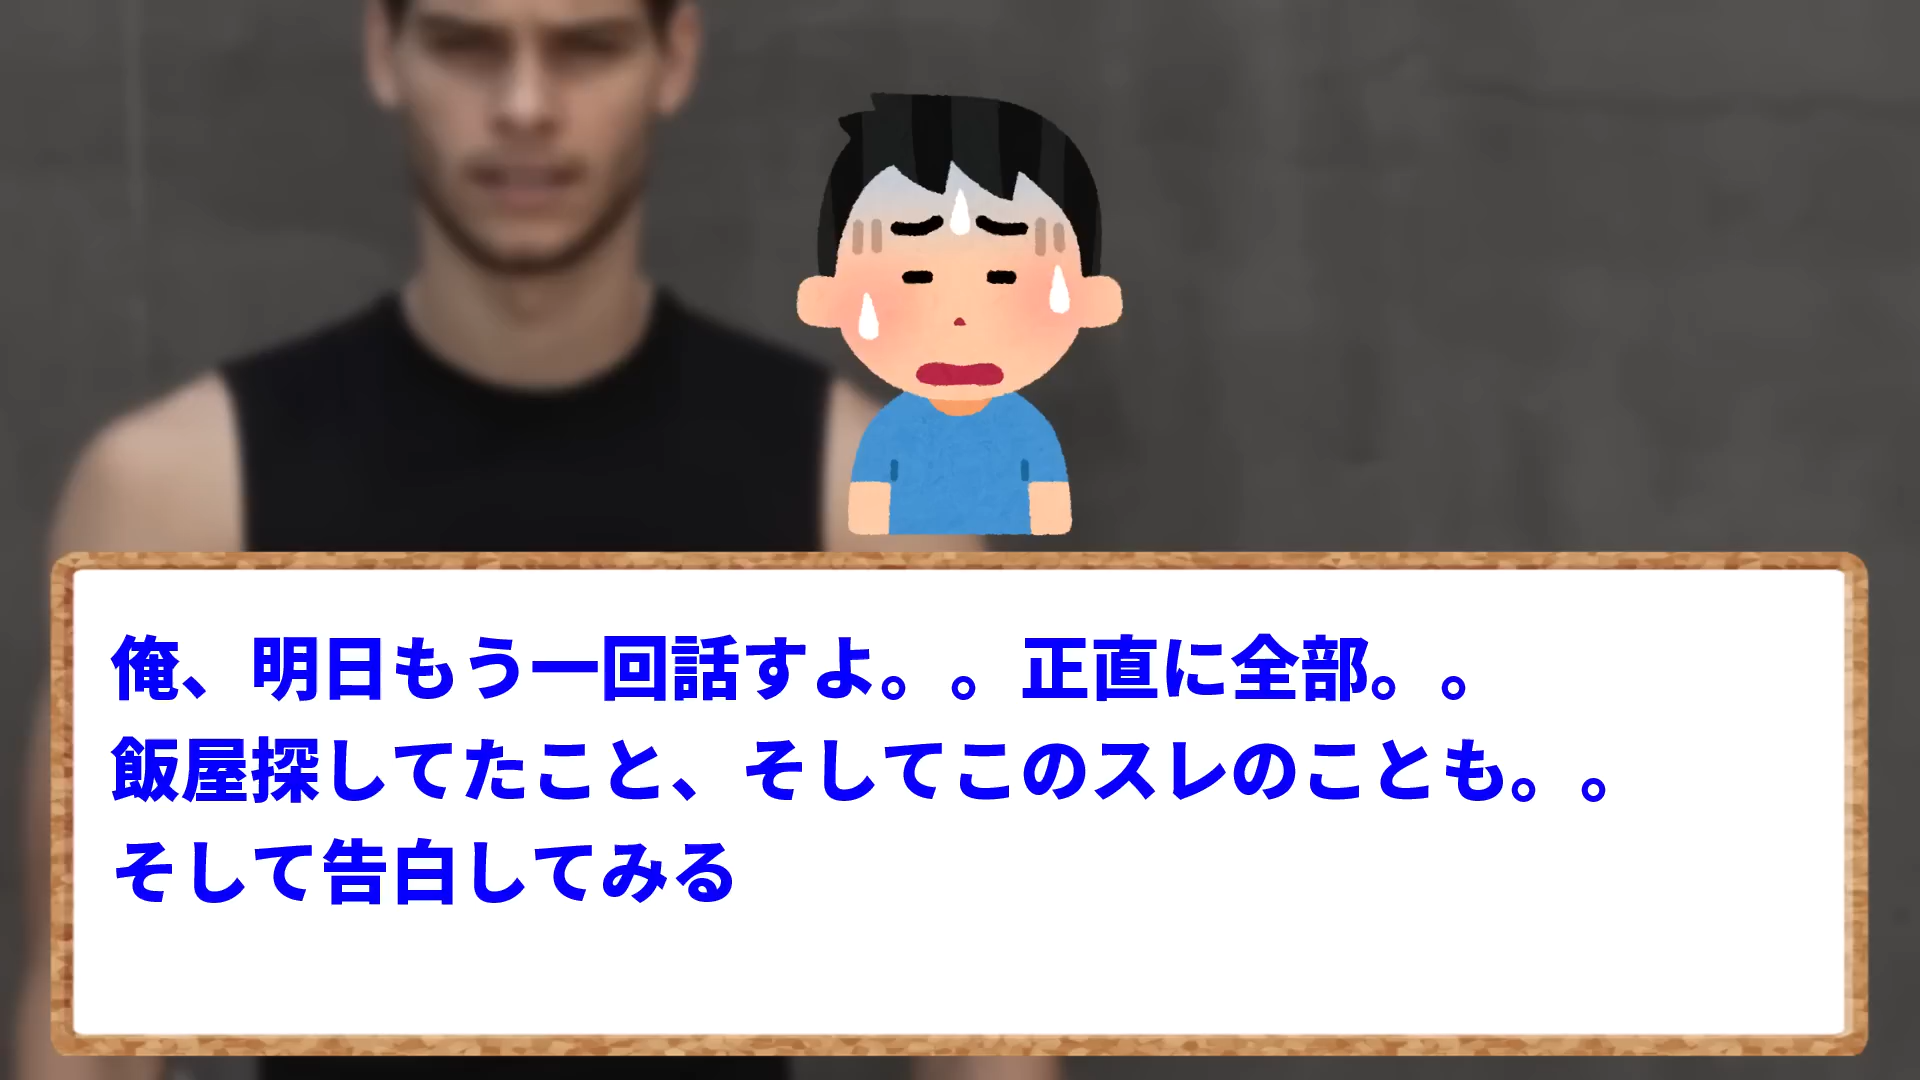 俺、明日もう一回話すよ。。正直に全部。。
飯屋探してたこと、そしてこのスレのことも。。
そして告白してみる